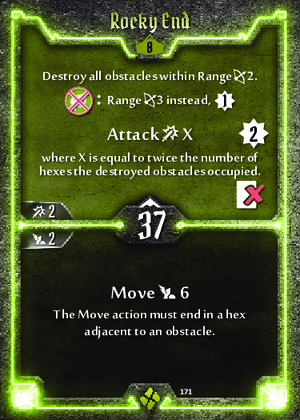 Rocky End
8
Destroy all obstacles within Range 2.
: Range 3 instead, 1
Attack X 2
where X is equal to twice the number of
hexes the destroyed obstacles occupied.
2
37
2
Move 6
The Move action must end in a hex
adjacent to an obstacle.
171